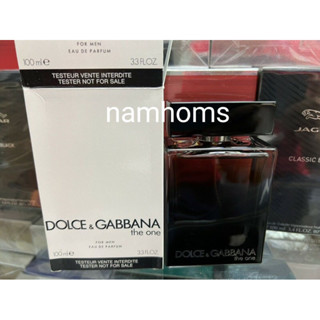 FOR MEN
EAU DE PARFUM
100 ml e 3.3 FL.OZ.
TESTEUR VENTE INTERDITE
TESTER NOT FOR SALE
namhoms
JAG
CLASSIC
DOLCE & GABBANA
the one
FOR MEN
EAU DE PARFUM
100 ml e 3.3 FL.OZ.
TESTEUR VENTE INTERDITE
TESTER NOT FOR SALE
DOLCE & GABBANA
the one